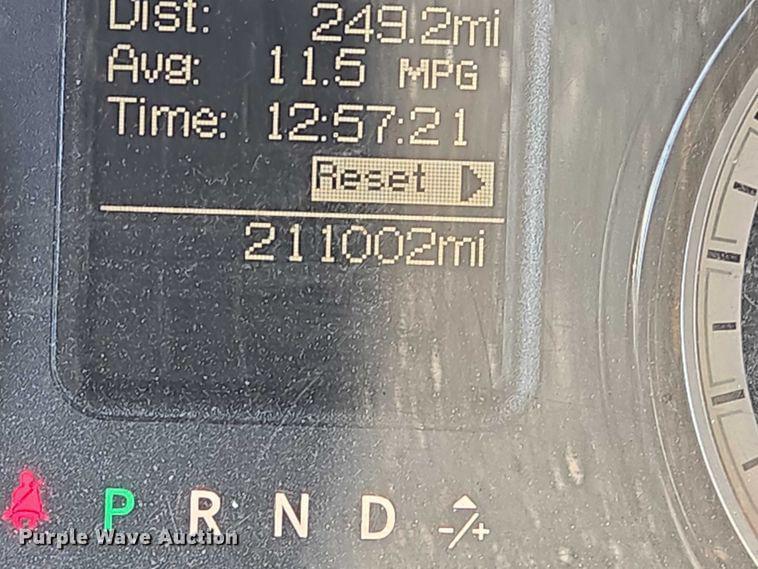 Dist: 249.2mi
Avg: 11.5 MPG
Time: 12:57:21
Reset
211002mi
P R N D -/+
Purple Wave Auction